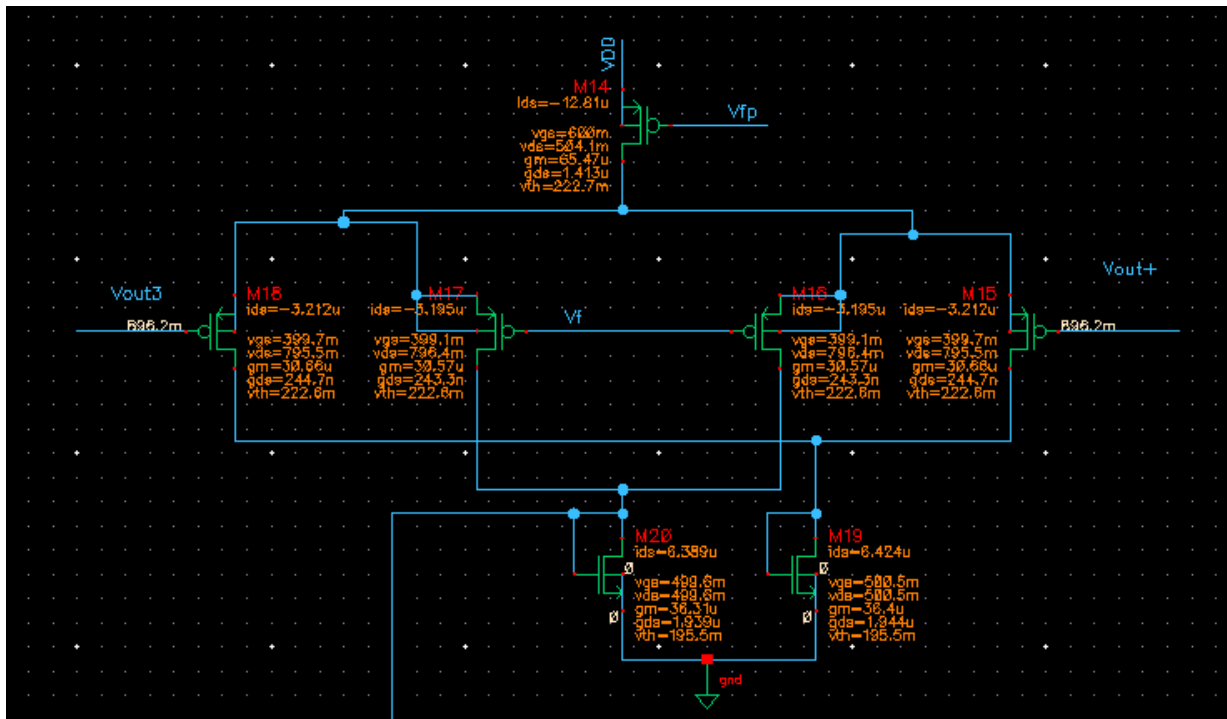 VDD
M14
ids=-12.81u
Vfp
vgs=600m
vds=504.1m
gm=65.47u
gds=1.413u
vth=222.7m
Vout3
M18
ids=-3.212u
696.2m
vgs=399.7m
vds=795.5m
gm=30.66u
gds=244.7n
vth=222.6m
M17
ids=-3.195u
Vf
vgs=399.1m
vds=796.4m
gm=30.57u
gds=243.3n
vth=222.6m
M16
ids=-3.195u
vgs=399.1m
vds=796.4m
gm=30.57u
gds=243.3n
vth=222.6m
Vout+
M15
ids=-3.212u
696.2m
vgs=399.7m
vds=795.5m
gm=30.66u
gds=244.7n
vth=222.6m
M20
ids=6.389u
0
vgs=499.6m
vds=499.6m
gm=36.31u
0
gds=1.939u
vth=195.5m
M19
ids=6.424u
0
vgs=500.5m
vds=500.5m
gm=36.4u
0
gds=1.944u
vth=195.5m
gnd